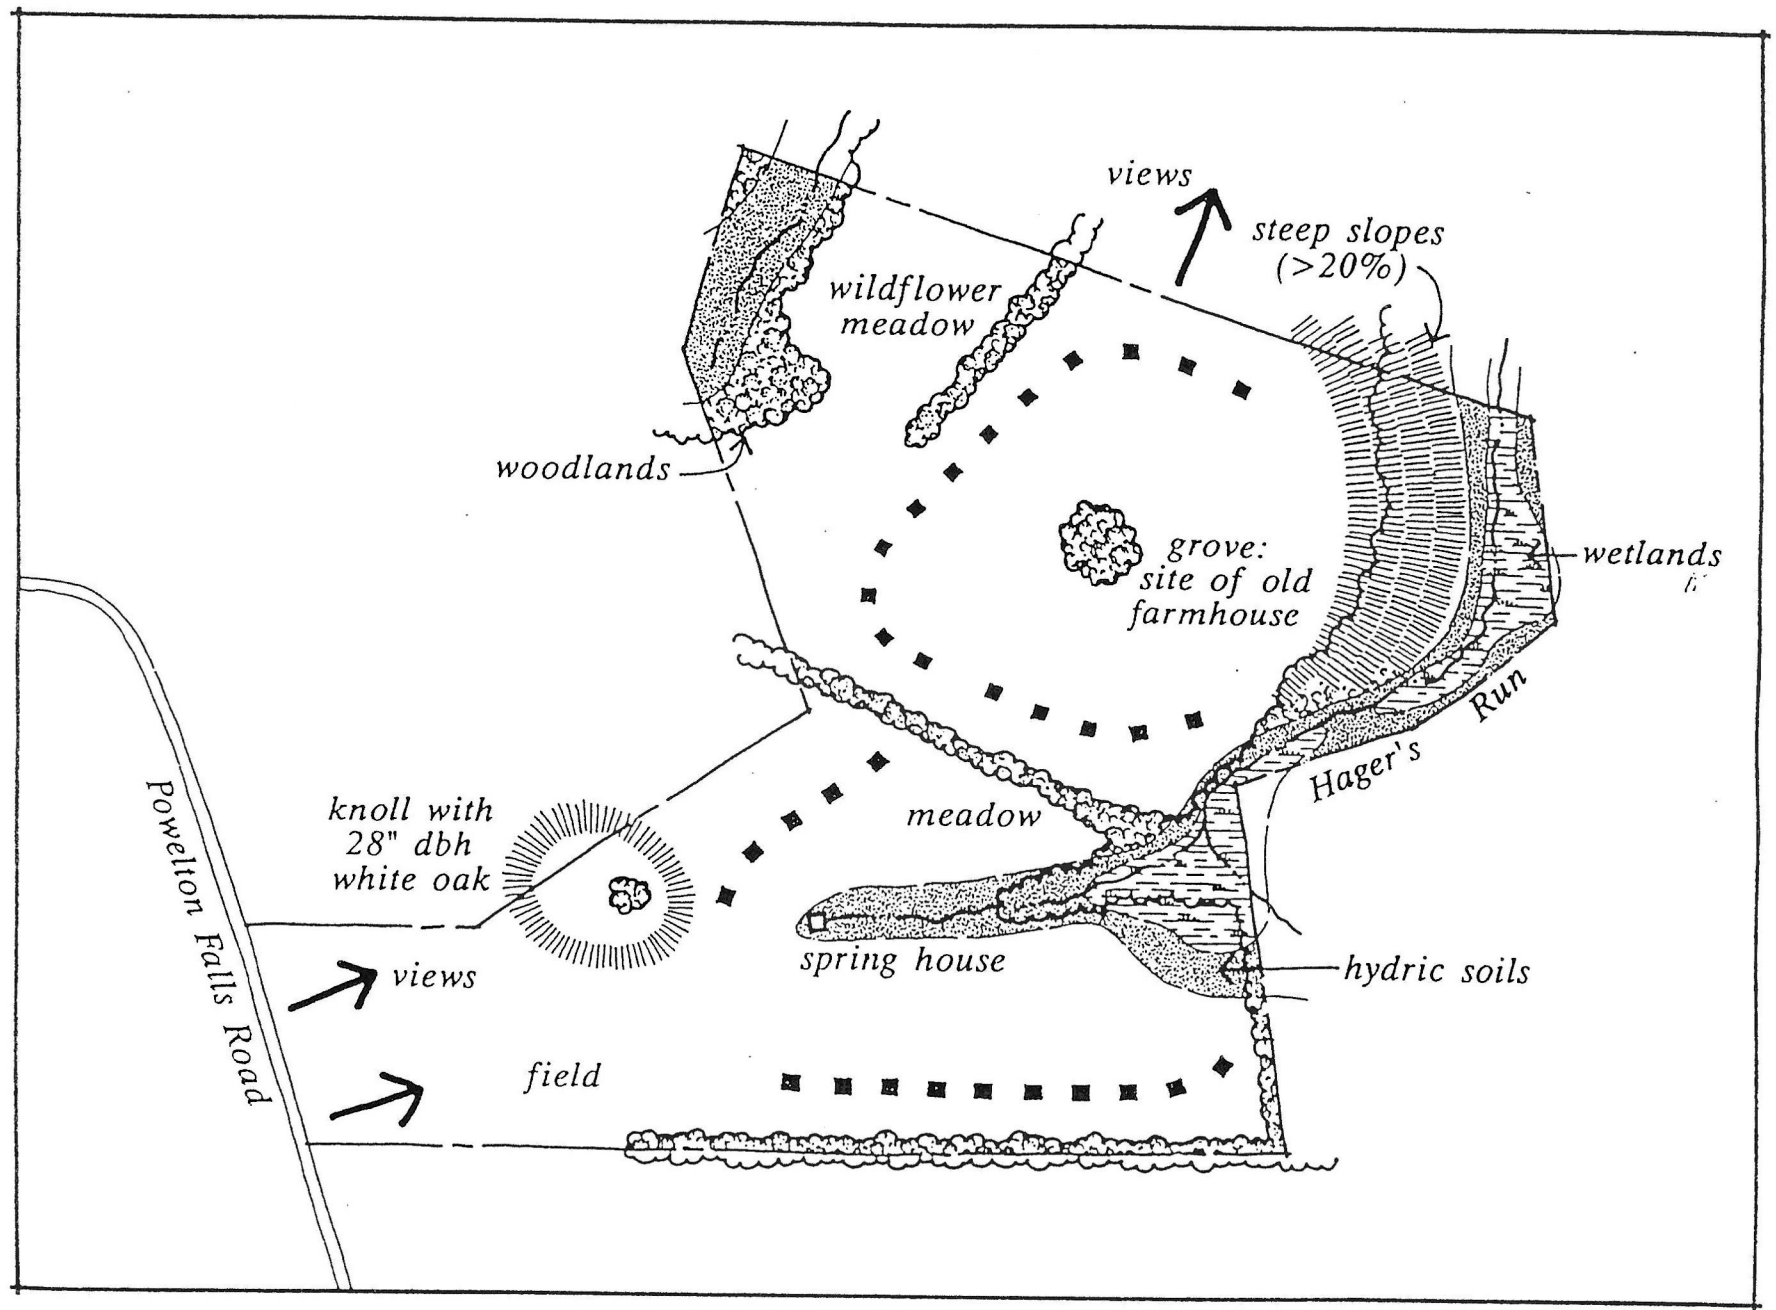 views
steep slopes
(>20%)
wildflower
meadow
woodlands
grove:
site of old
farmhouse
wetlands
Hager's Run
knoll with
28" dbh
white oak
meadow
Powelton Falls Road
spring house
views
hydric soils
field